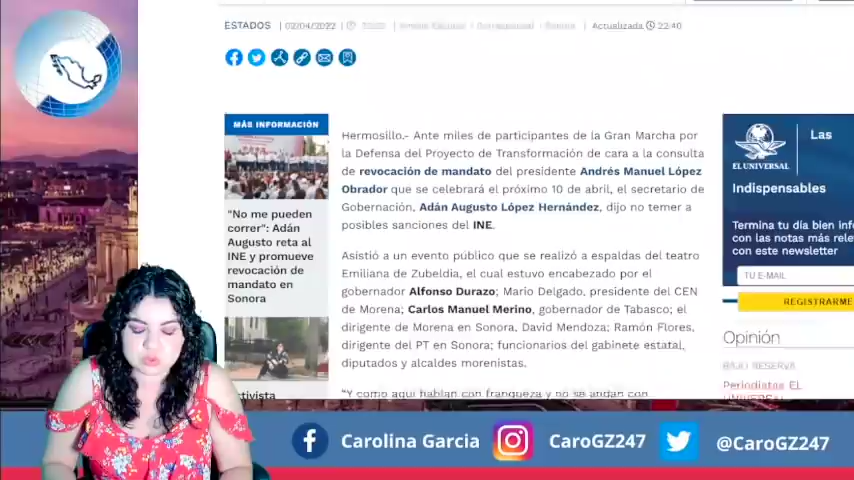 ESTADOS | 02/04/2022 | Actualizada 22:40
MÁS INFORMACIÓN
"No me pueden
correr": Adán
Augusto reta al
INE y promueve
revocación de
mandato en
Sonora
Hermosillo.- Ante miles de participantes de la Gran Marcha por
la Defensa del Proyecto de Transformación de cara a la consulta
de revocación de mandato del presidente Andrés Manuel López
Obrador que se celebrará el próximo 10 de abril, el secretario de
Gobernación, Adán Augusto López Hernández, dijo no temer a
posibles sanciones del INE.
Asistió a un evento público que se realizó a espaldas del teatro
Emiliana de Zubeldia, el cual estuvo encabezado por el
gobernador Alfonso Durazo; Mario Delgado, presidente del CEN
de Morena; Carlos Manuel Merino, gobernador de Tabasco; el
dirigente de Morena en Sonora, David Mendoza; Ramón Flores,
dirigente del PT en Sonora; funcionarios del gabinete estatal,
diputados y alcaldes morenistas.
"Y como aquí hablan con franqueza y no se andan con
EL UNIVERSAL
Las
Indispensables
Termina tu día bien info
con las notas más rele
con este newsletter
TU E-MAIL
REGISTRARME
Opinión
BAJO RESERVA
Periodistas EL
UNIVERSAL
Carolina Garcia
CaroGZ247
@CaroGZ247